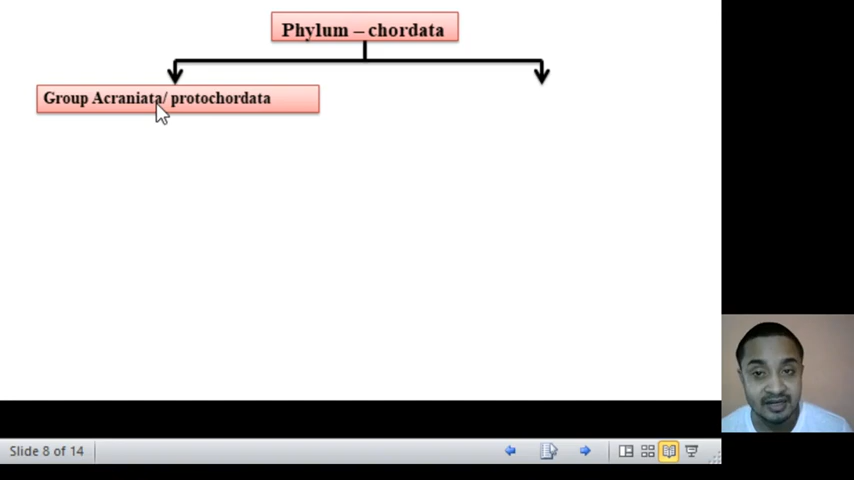 Phylum – chordata
Group Acraniata/ protochordata
Slide 8 of 14